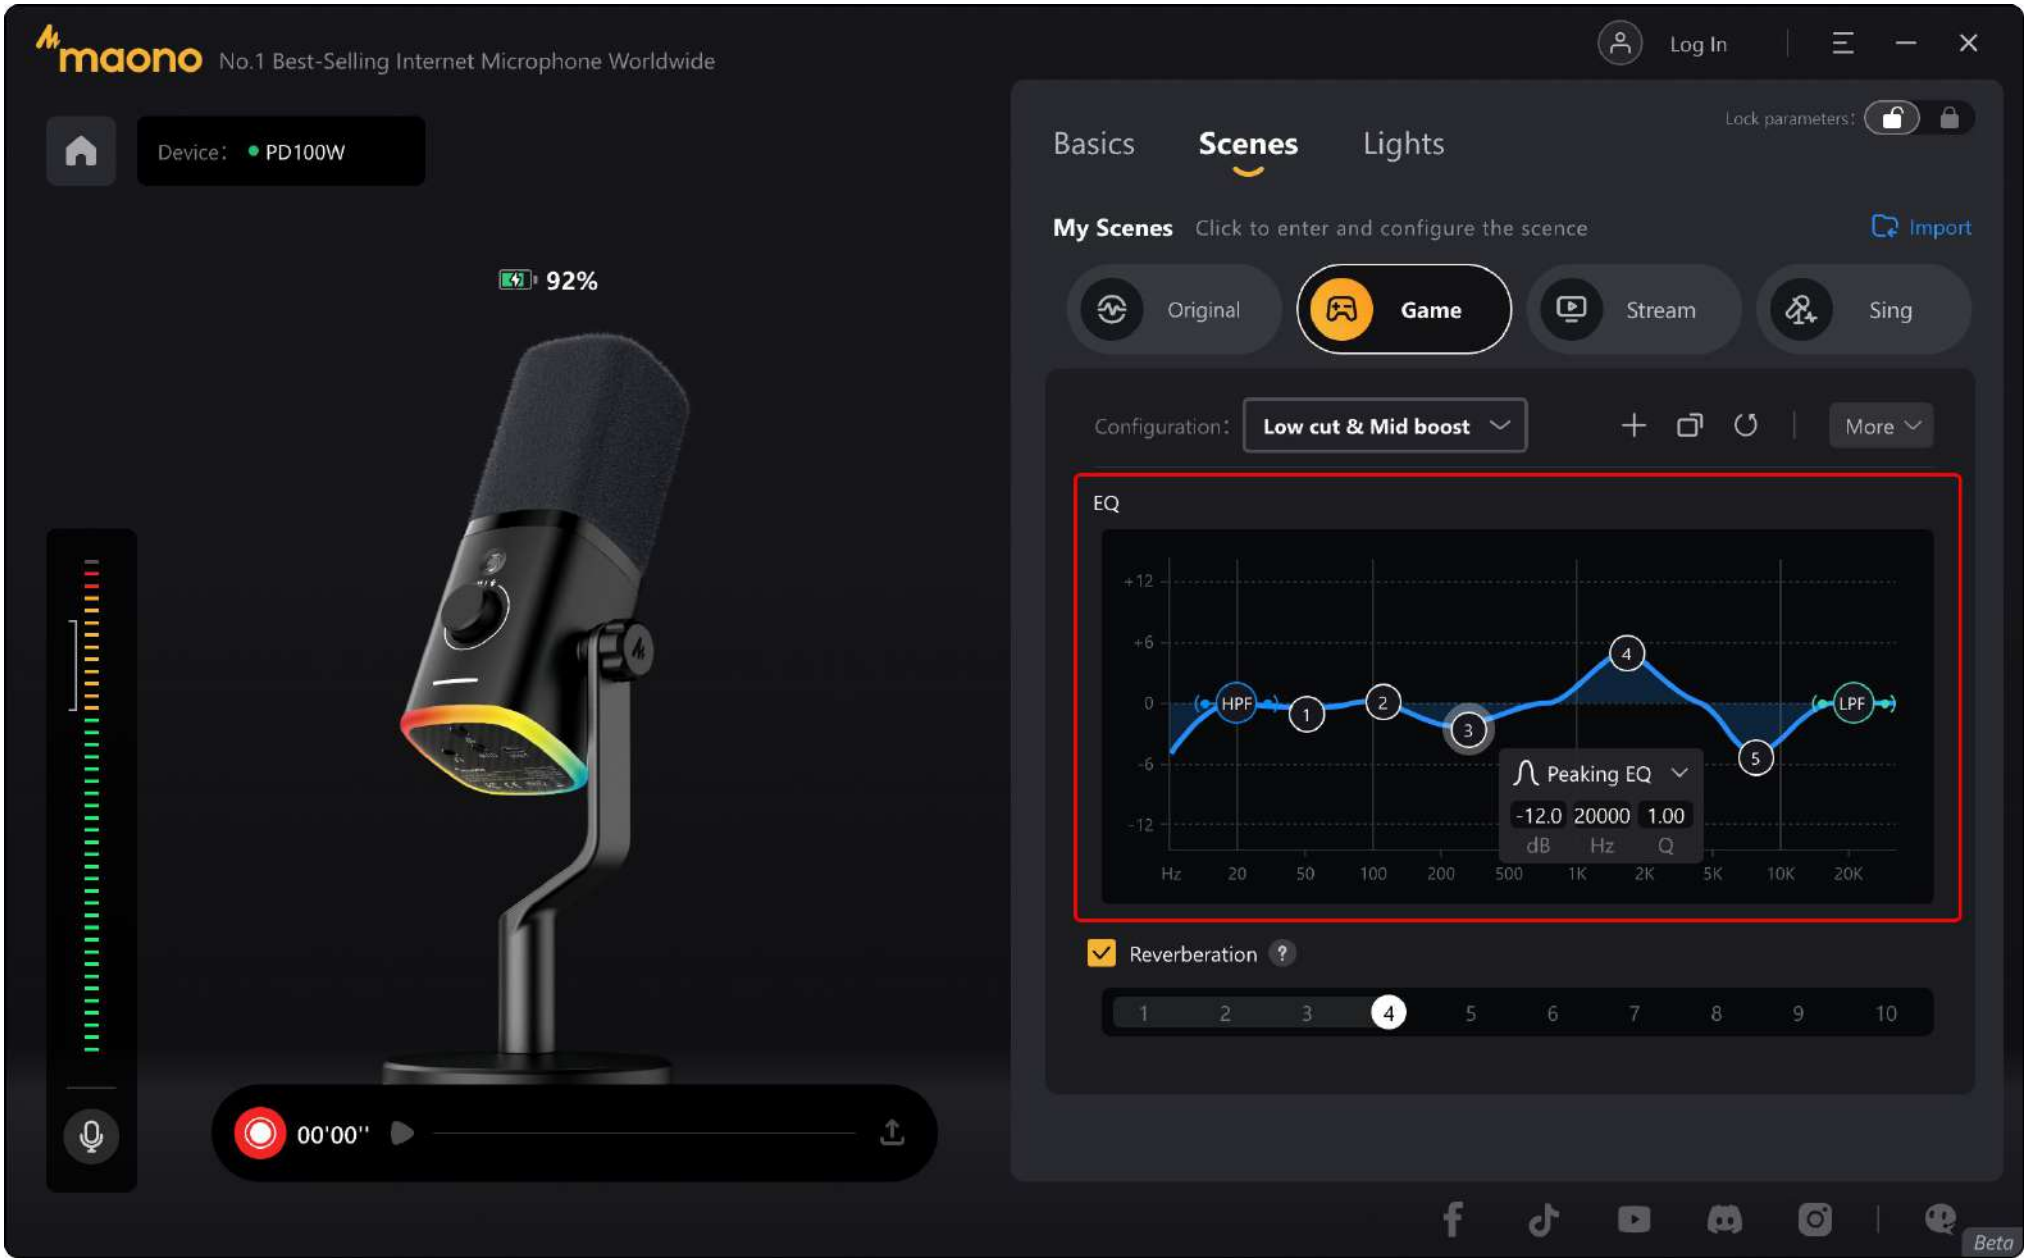 maono No.1 Best-Selling Internet Microphone Worldwide
Log In
Device: PD100W
Lock parameters:
Basics Scenes Lights
My Scenes Click to enter and configure the scence
Import
92%
Original Game Stream Sing
Configuration: Low cut & Mid boost
More
EQ
+12
+6
0
-6
-12
HPF 1 2 3 4 5 LPF
Peaking EQ
-12.0 20000 1.00
dB Hz Q
Hz 20 50 100 200 500 1K 2K 5K 10K 20K
Reverberation ?
1 2 3 4 5 6 7 8 9 10
00'00''
Beta